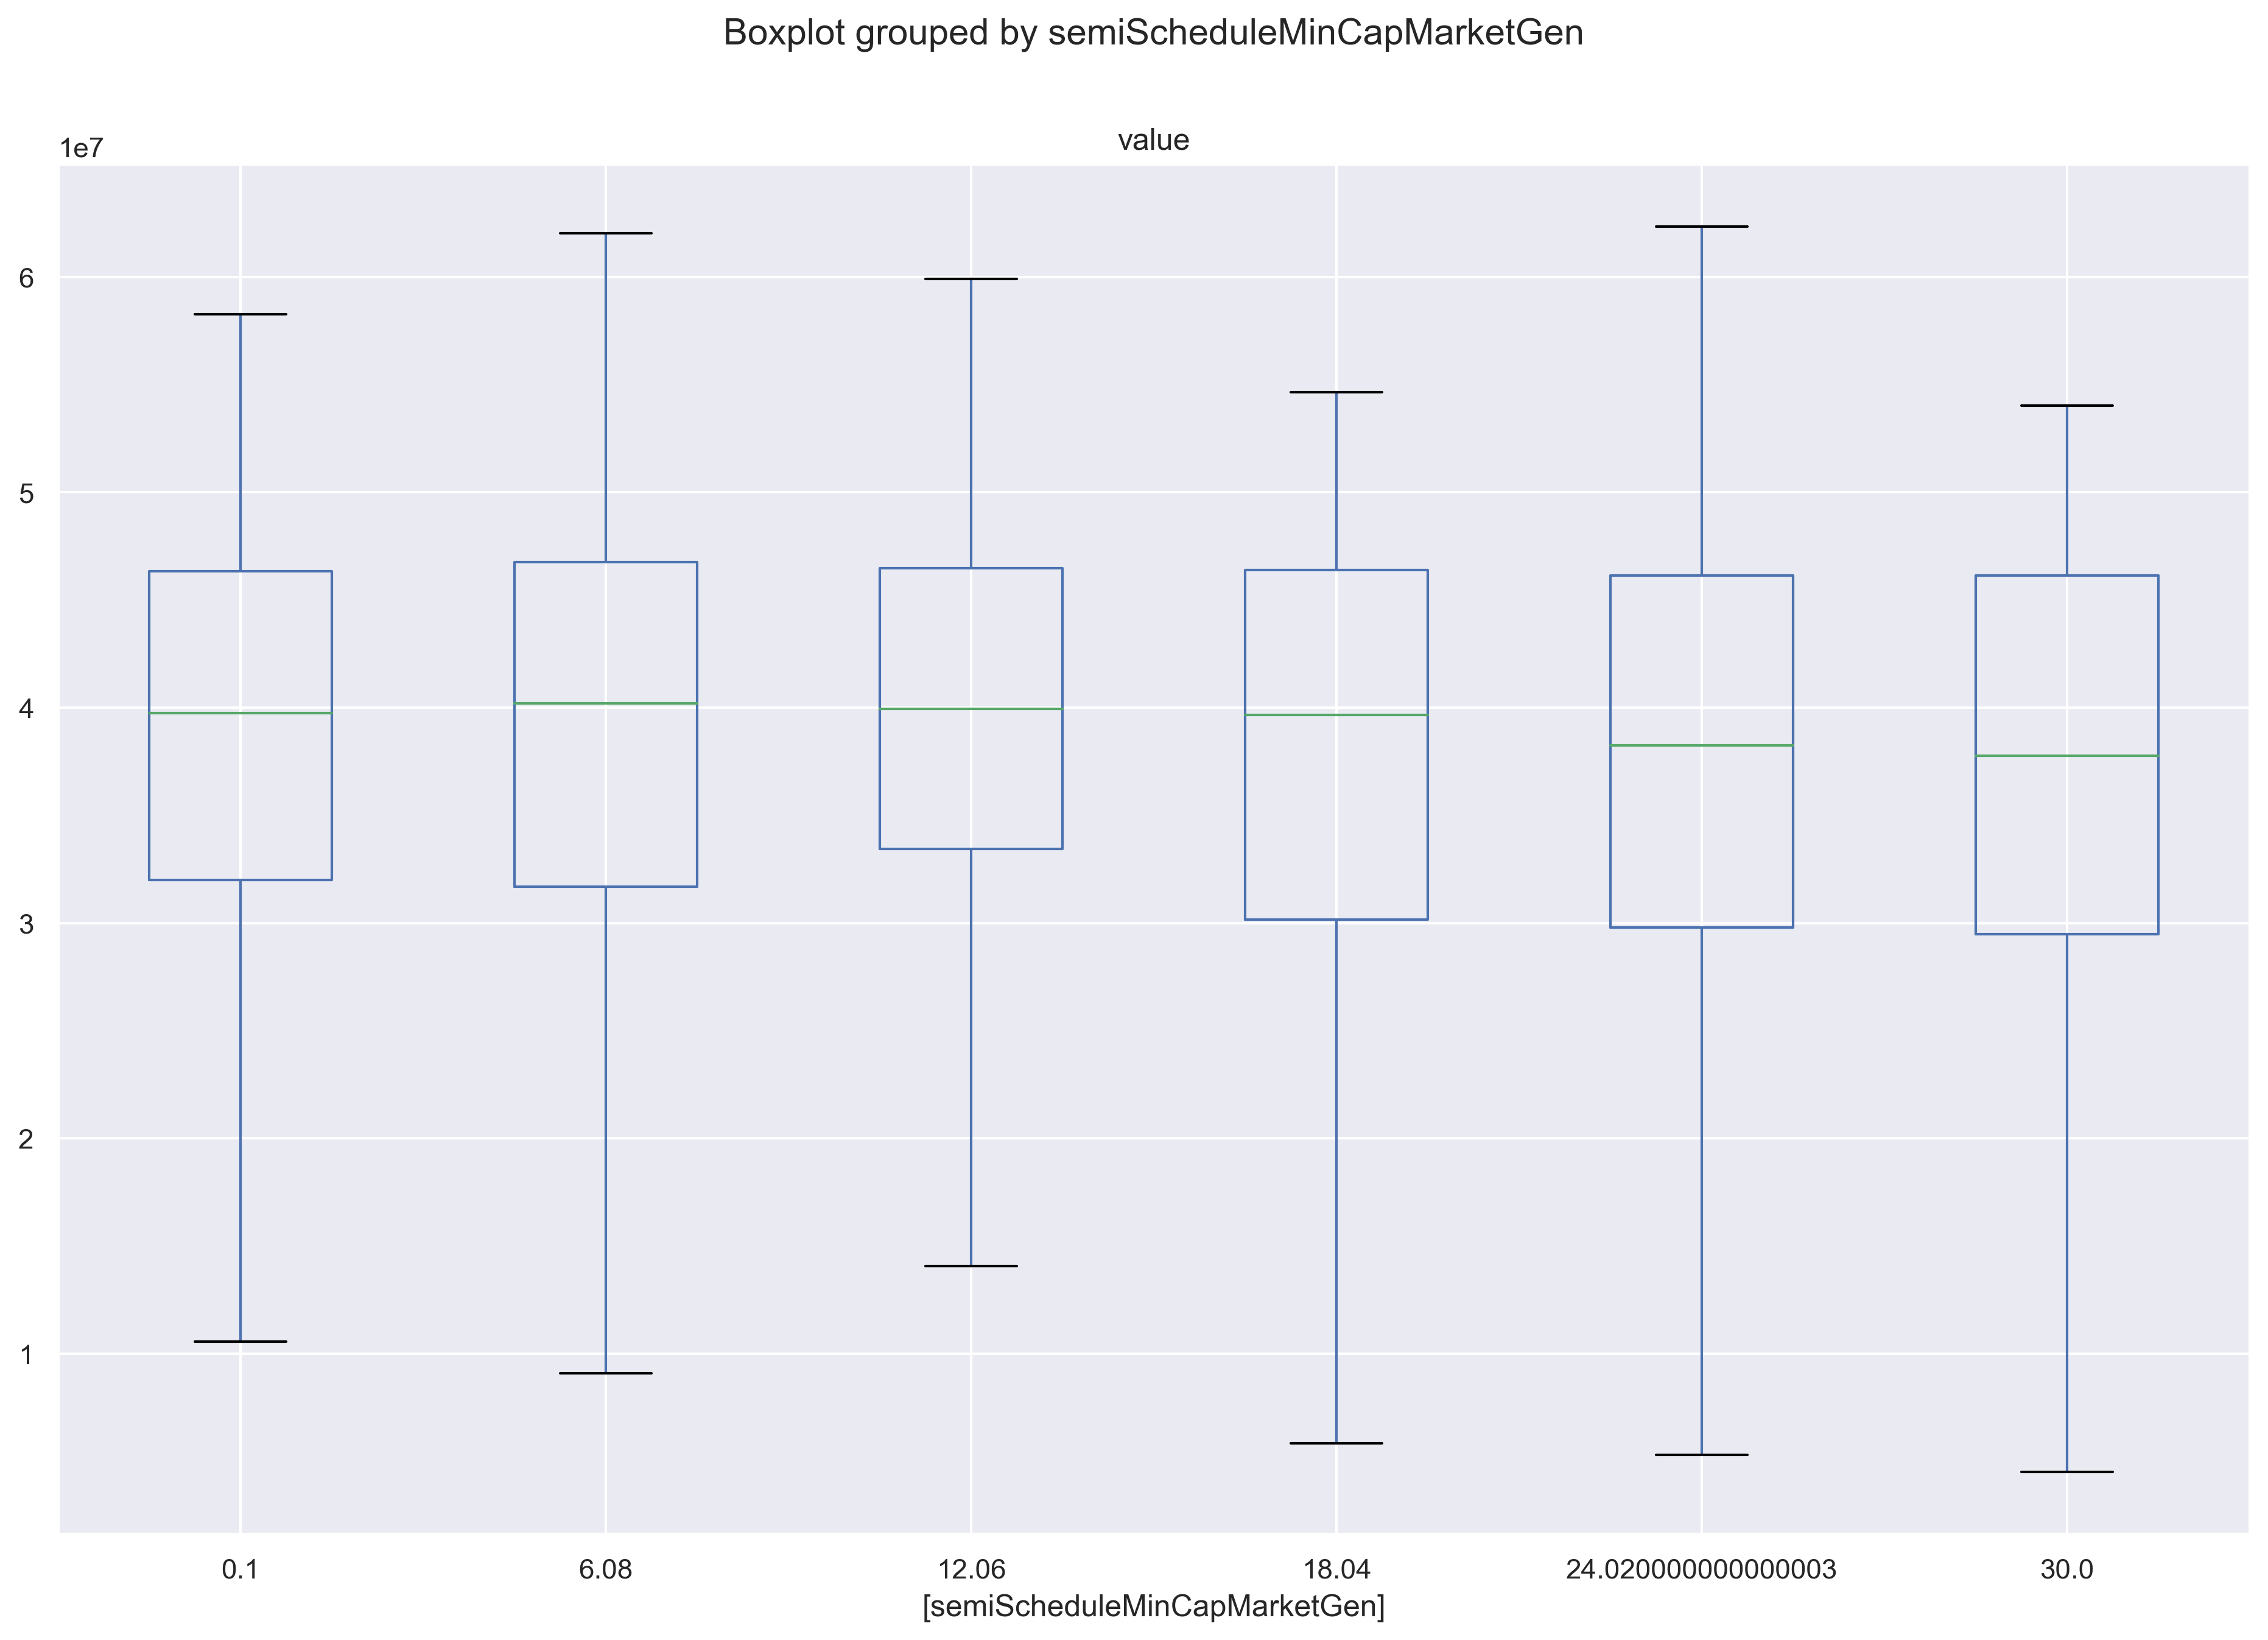 Boxplot grouped by semiScheduleMinCapMarketGen
value
1e7
6
5
4
3
2
1
0.1 6.08 12.06 18.04 24.020000000000003 30.0
[semiScheduleMinCapMarketGen]